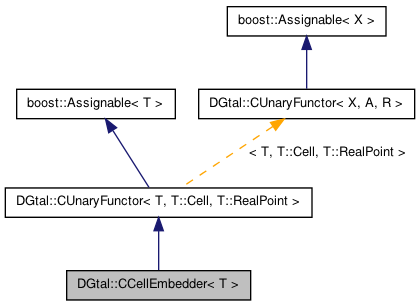 boost::Assignable< X >
boost::Assignable< T >
DGtal::CUnaryFunctor< X, A, R >
< T, T::Cell, T::RealPoint >
DGtal::CUnaryFunctor< T, T::Cell, T::RealPoint >
DGtal::CCellEmbedder< T >